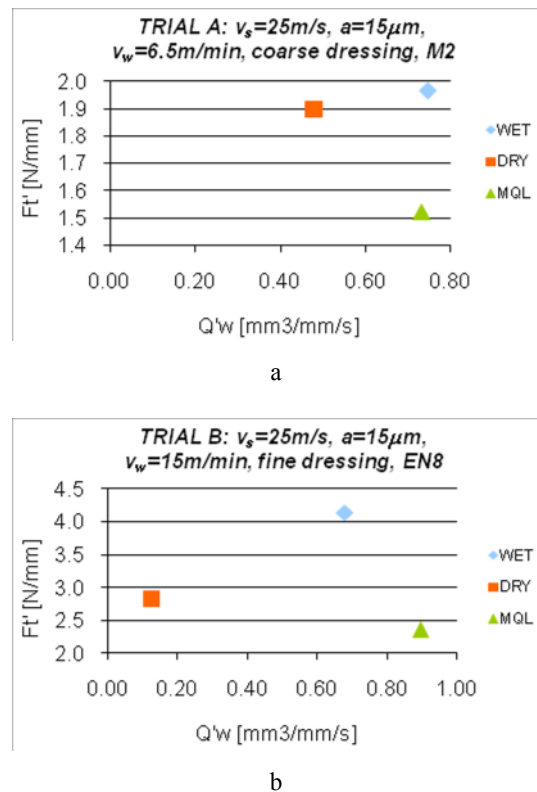 TRIAL A: vs=25m/s, a=15μm,
vw=6.5m/min, coarse dressing, M2
Ft' [N/mm]
2.0
1.9
1.8
1.7
1.6
1.5
1.4
0.00 0.20 0.40 0.60 0.80
Q'w [mm3/mm/s]
WET
DRY
MQL
a
TRIAL B: vs=25m/s, a=15μm,
vw=15m/min, fine dressing, EN8
Ft' [N/mm]
4.5
4.0
3.5
3.0
2.5
2.0
0.00 0.20 0.40 0.60 0.80 1.00
Q'w [mm3/mm/s]
WET
DRY
MQL
b